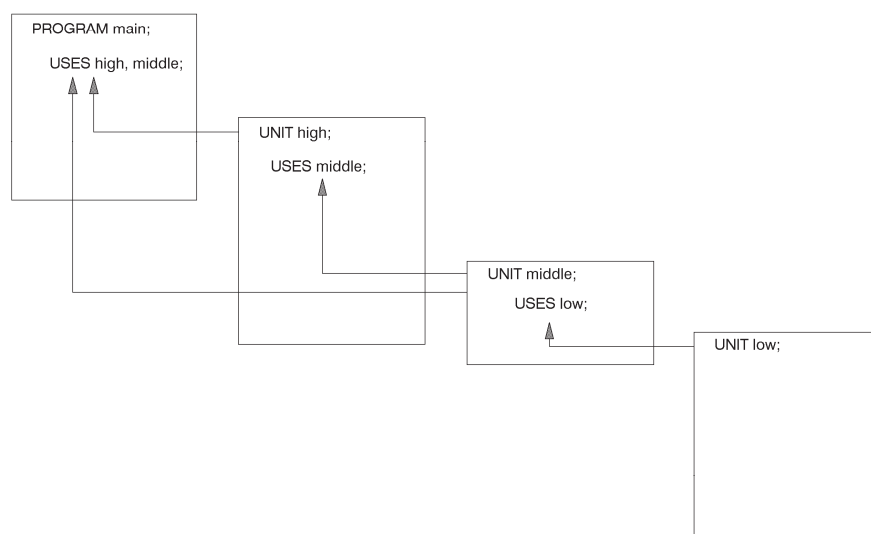 PROGRAM main;
USES high, middle;
UNIT high;
USES middle;
UNIT middle;
USES low;
UNIT low;